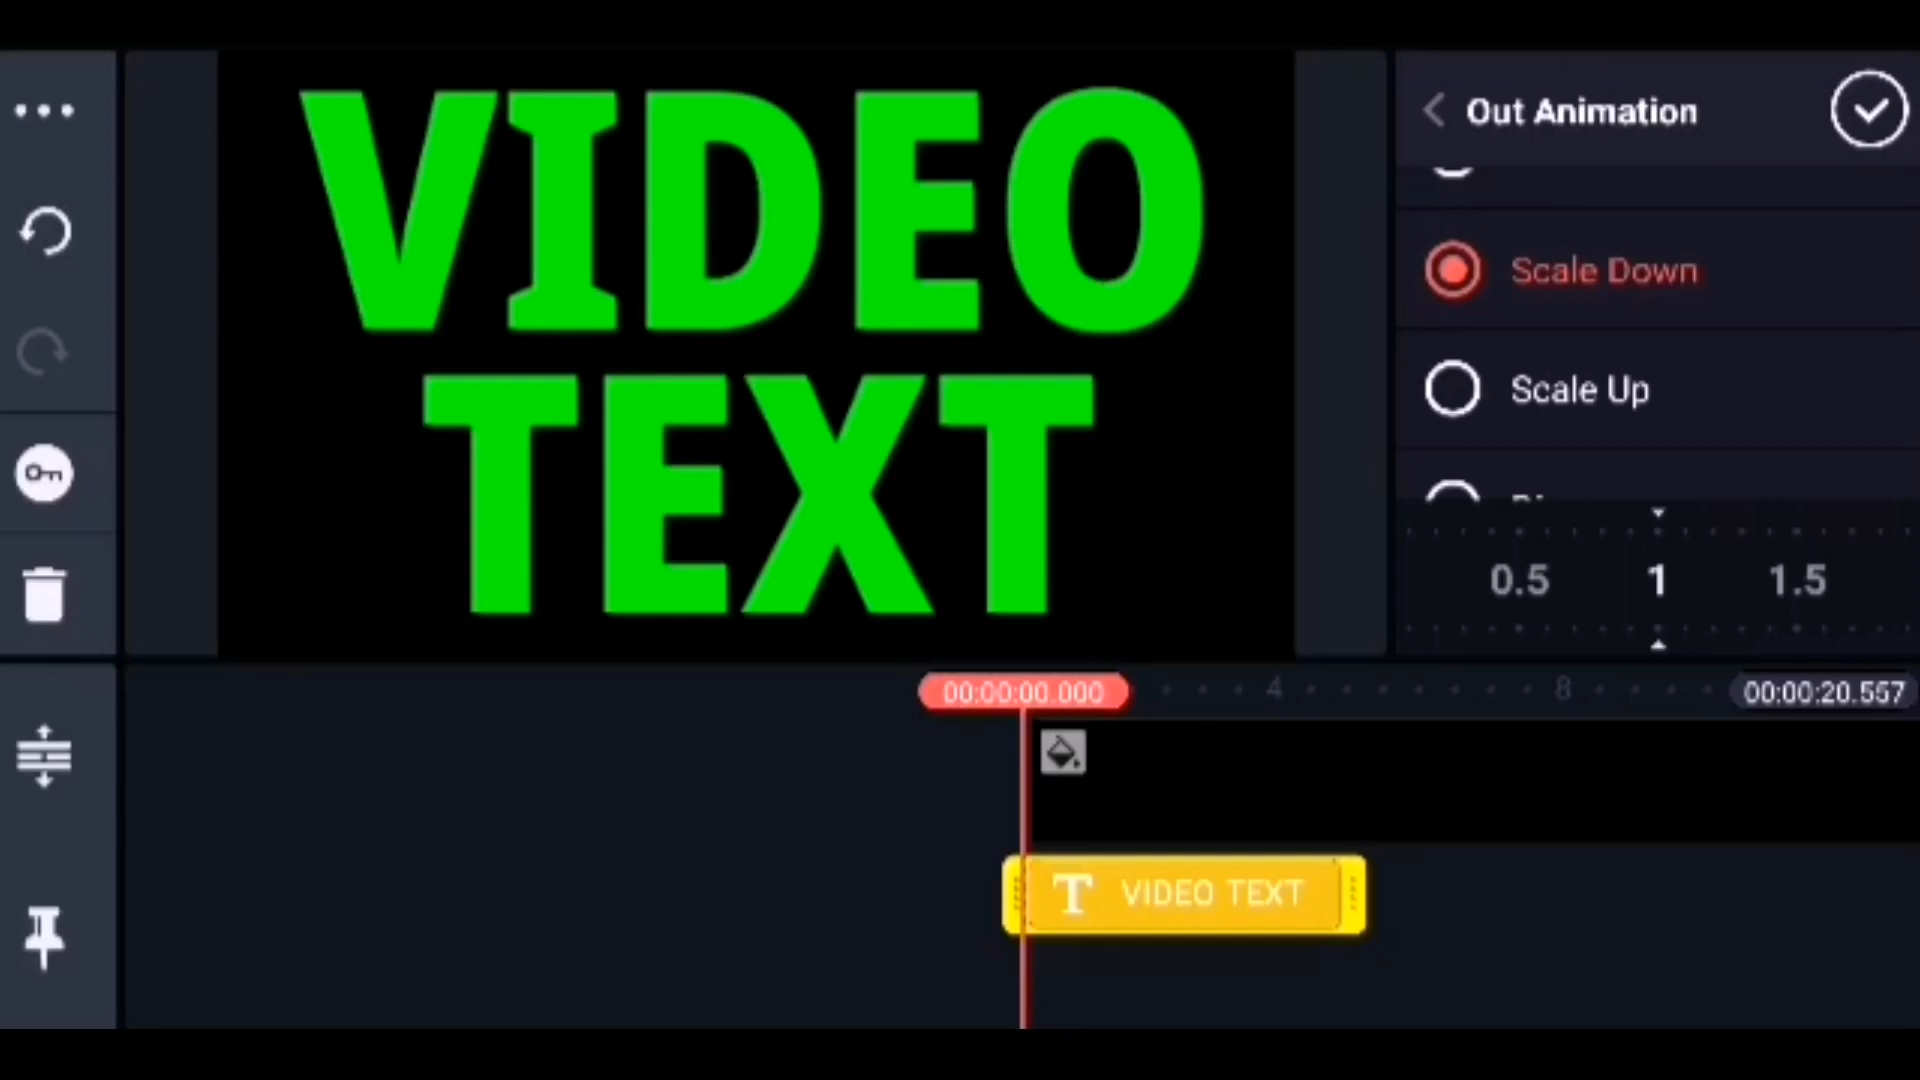 VIDEO
TEXT
Out Animation
Scale Down
Scale Up
0.5 1 1.5
00:00:00.000 4 8 00:00:20.557
T VIDEO TEXT